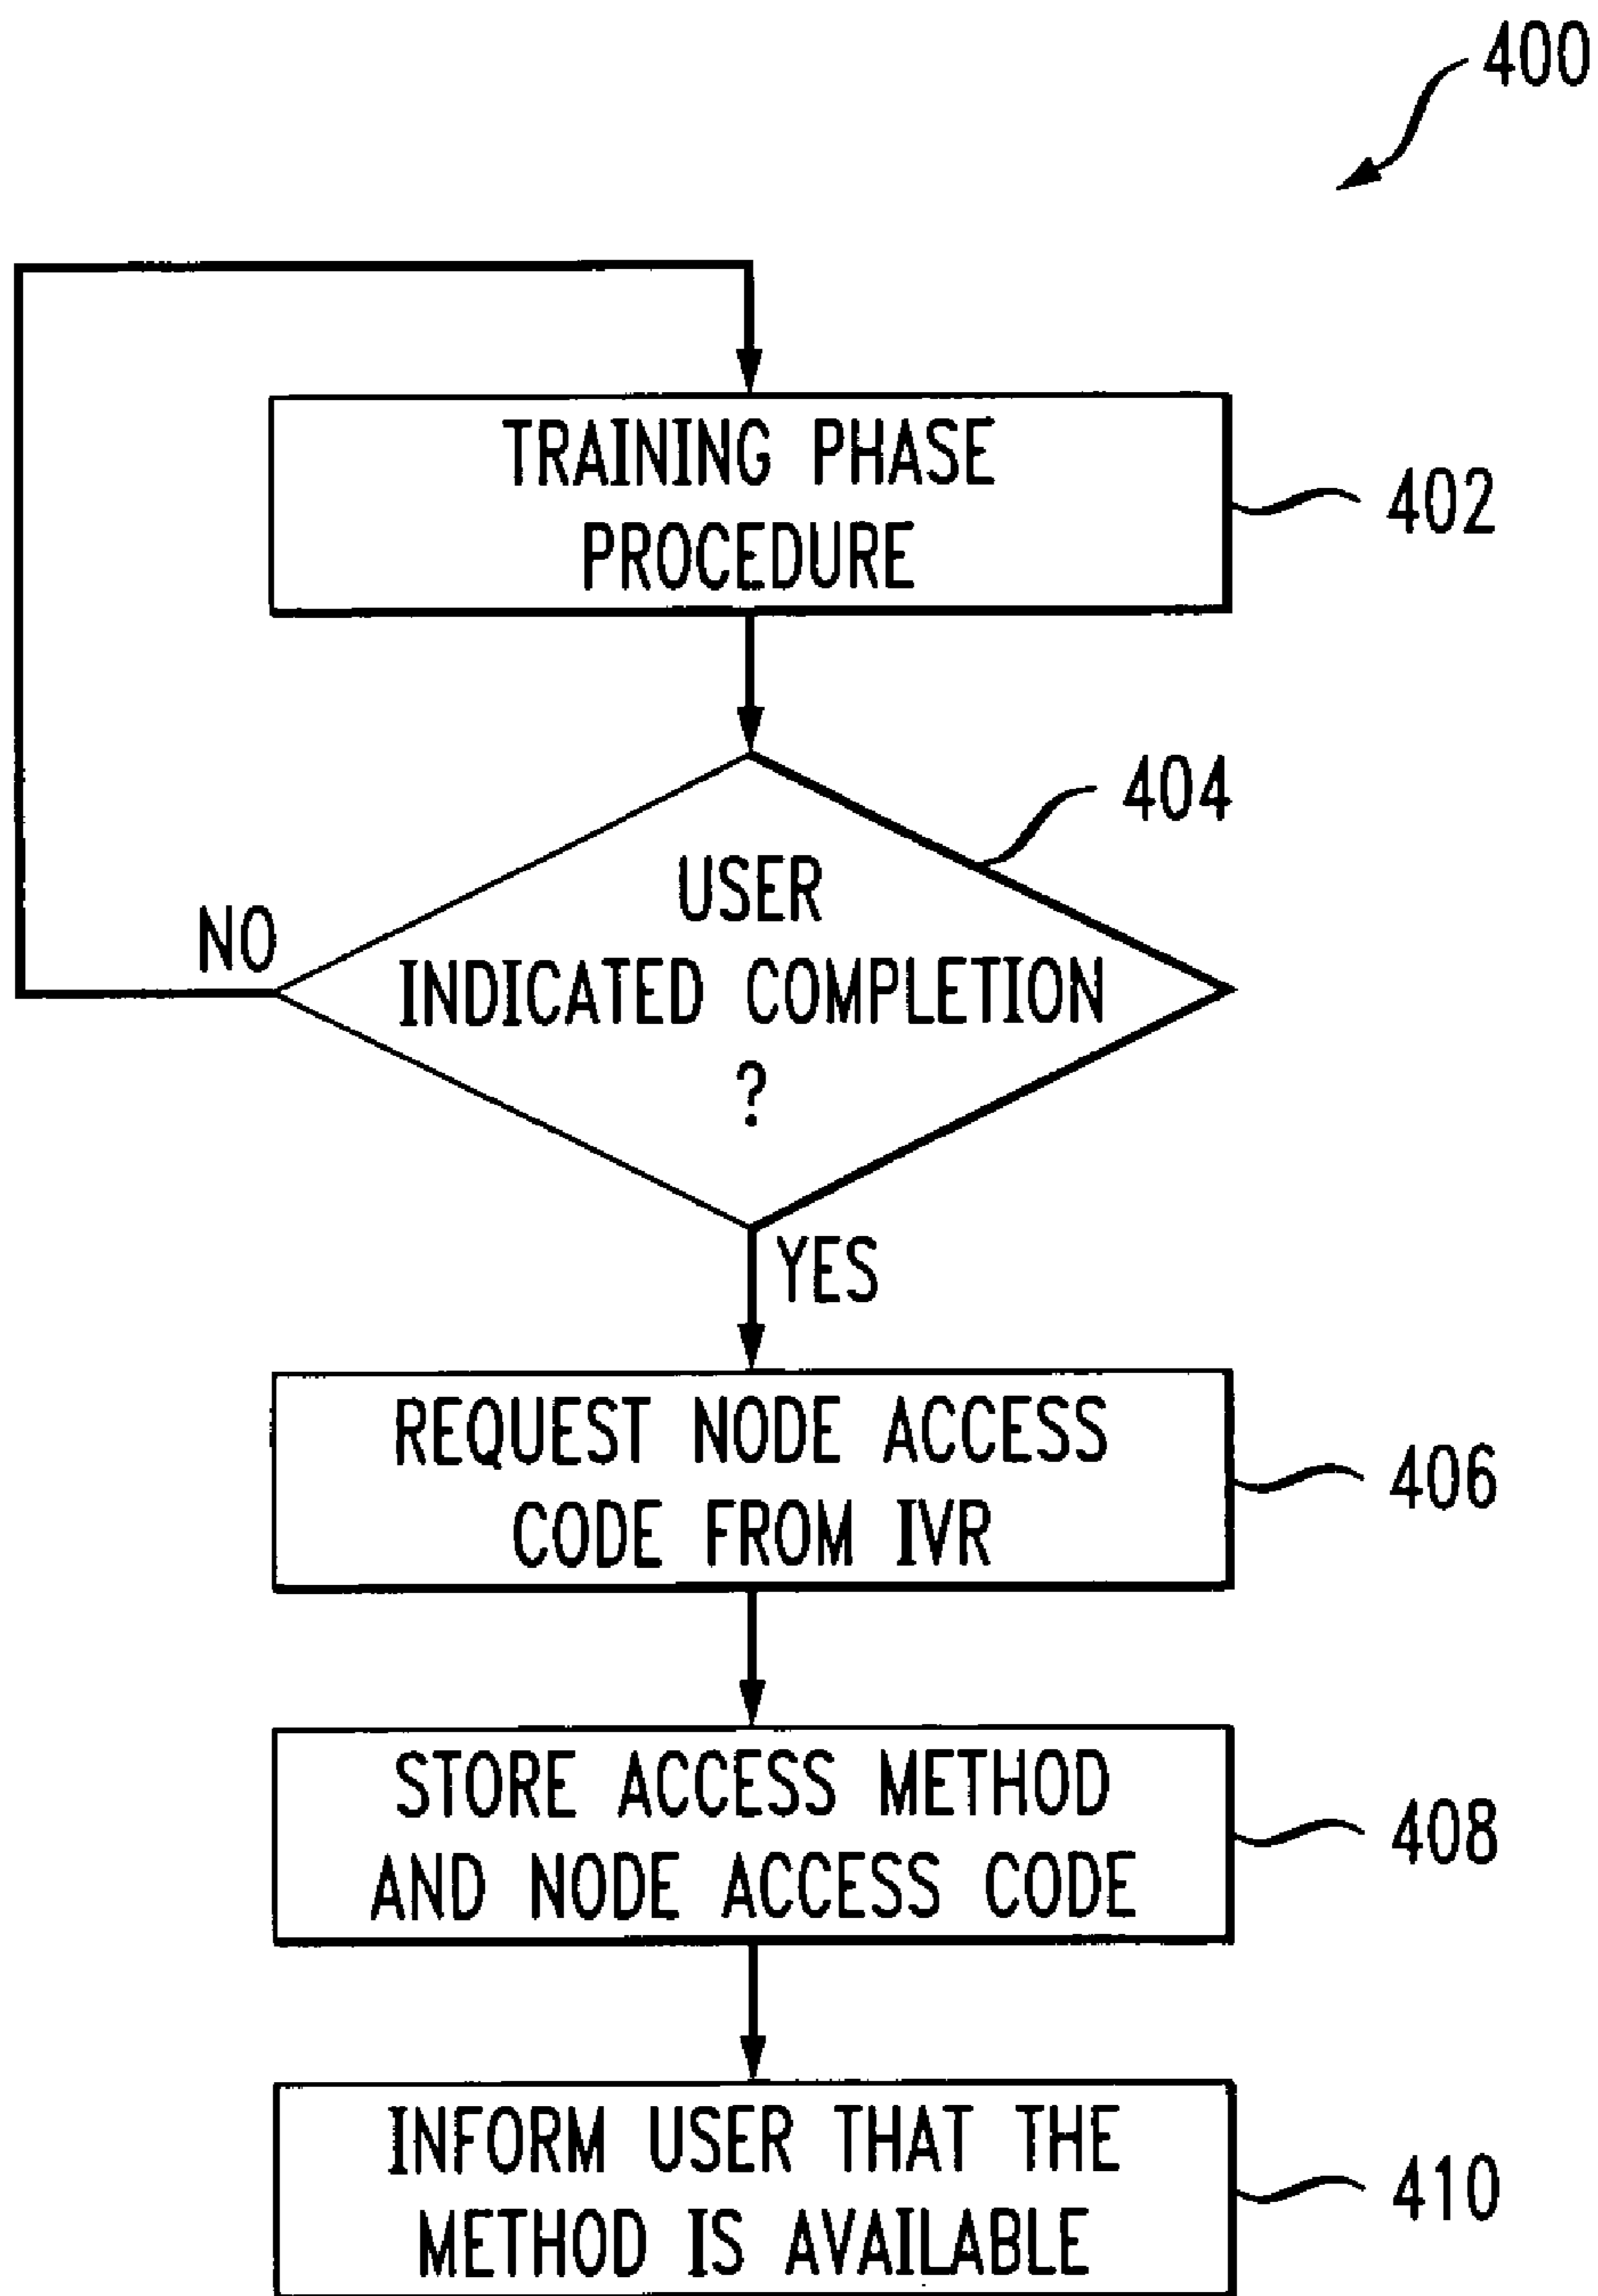 400
TRAINING PHASE
PROCEDURE
402
404
USER
INDICATED COMPLETION
?
NO
YES
REQUEST NODE ACCESS
CODE FROM IVR
406
STORE ACCESS METHOD
AND NODE ACCESS CODE
408
INFORM USER THAT THE
METHOD IS AVAILABLE
410